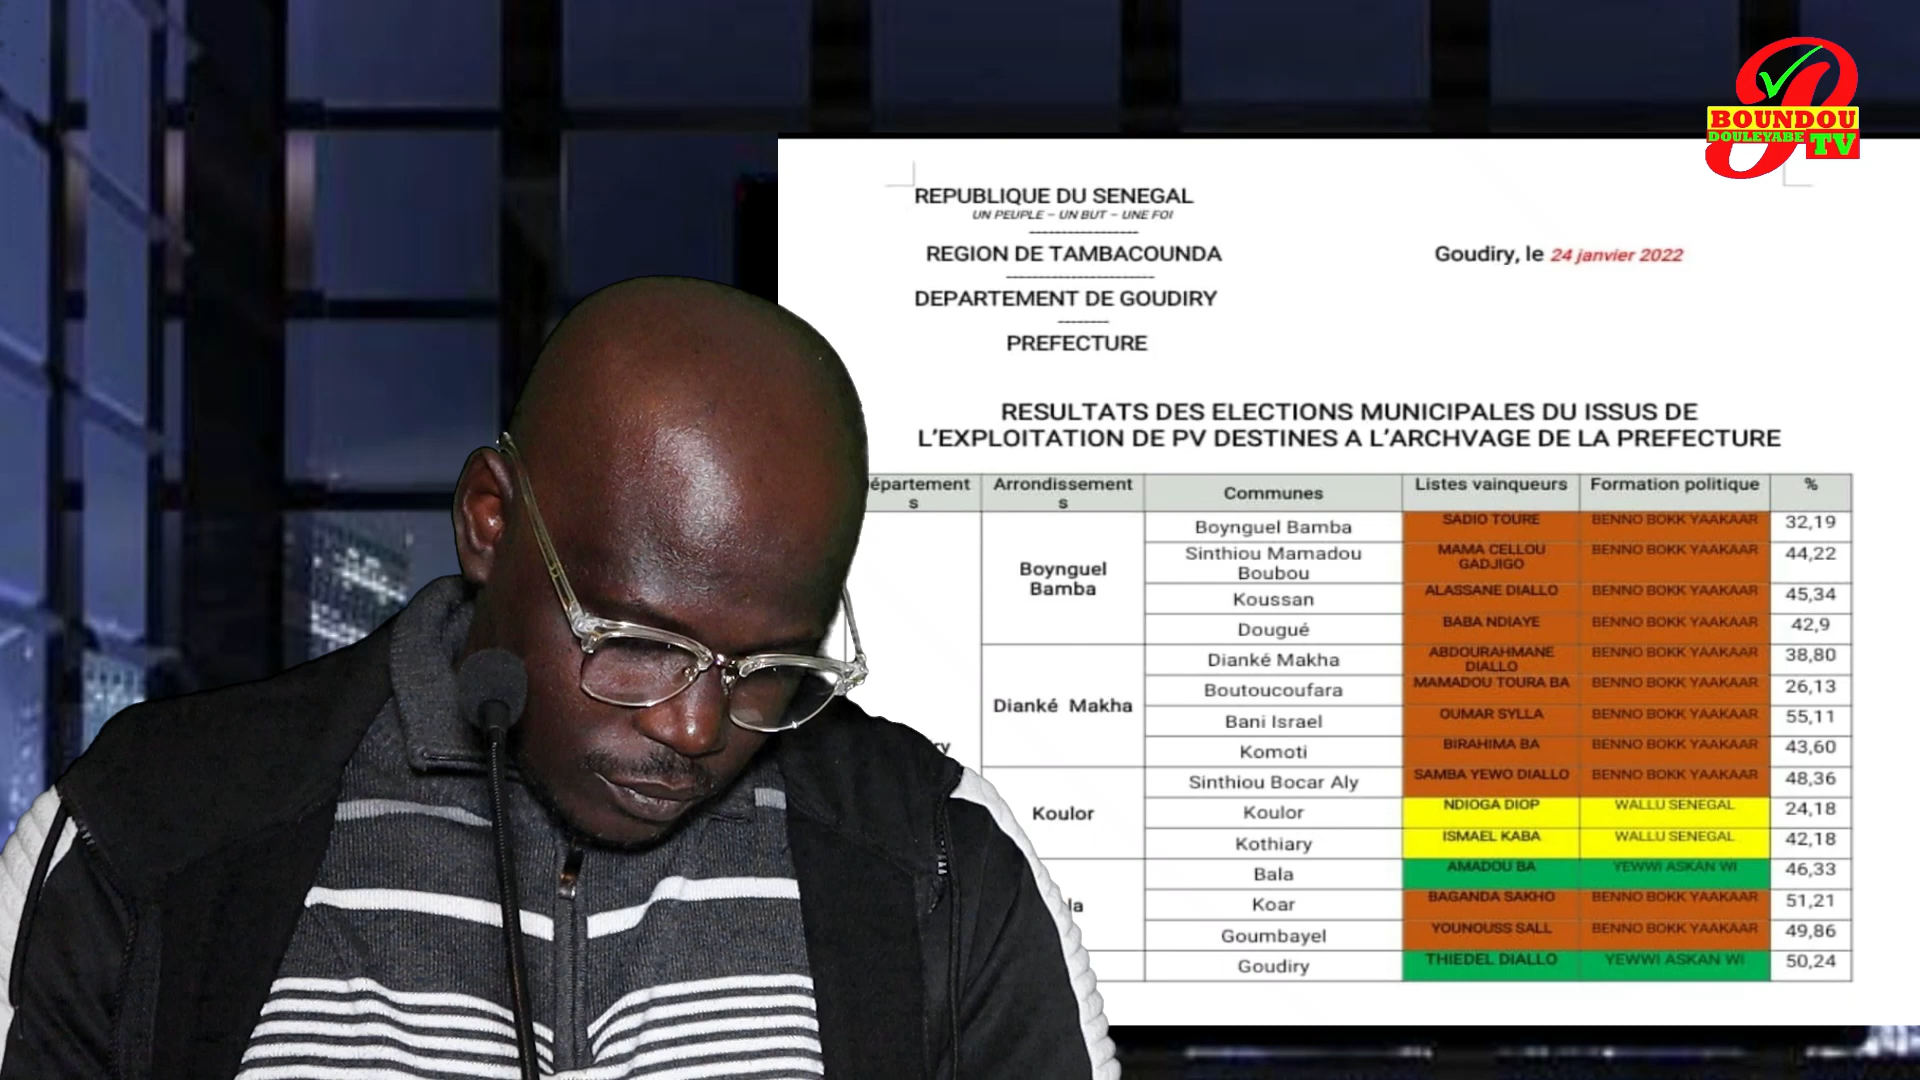 BOUNDOU
DOULEYABE TV
REPUBLIQUE DU SENEGAL
UN PEUPLE – UN BUT – UNE FOI
REGION DE TAMBACOUNDA
Goudiry, le 24 janvier 2022
DEPARTEMENT DE GOUDIRY
PREFECTURE
RESULTATS DES ELECTIONS MUNICIPALES DU ISSUS DE
L'EXPLOITATION DE PV DESTINES A L'ARCHVAGE DE LA PREFECTURE
épartement
s
Arrondissement
s
Communes
Listes vainqueurs
Formation politique
%
Boynguel
Bamba
Boynguel Bamba
SADIO TOURE
BENNO BOKK YAAKAAR
32,19
Sinthiou Mamadou
Boubou
MAMA CELLOU
GADJIGO
BENNO BOKK YAAKAAR
44,22
Koussan
ALASSANE DIALLO
BENNO BOKK YAAKAAR
45,34
Dougué
BABA NDIAYE
BENNO BOKK YAAKAAR
42,9
Dianké Makha
Dianké Makha
ABDOURAHMANE
DIALLO
BENNO BOKK YAAKAAR
38,80
Boutoucoufara
MAMADOU TOURA BA
BENNO BOKK YAAKAAR
26,13
Bani Israel
OUMAR SYLLA
BENNO BOKK YAAKAAR
55,11
ry
Komoti
BIRAHIMA BA
BENNO BOKK YAAKAAR
43,60
Koulor
Sinthiou Bocar Aly
SAMBA YEWO DIALLO
BENNO BOKK YAAKAAR
48,36
Koulor
NDIOGA DIOP
WALLU SENEGAL
24,18
Kothiary
ISMAEL KABA
WALLU SENEGAL
42,18
la
Bala
AMADOU BA
YEWWI ASKAN WI
46,33
Koar
BAGANDA SAKHO
BENNO BOKK YAAKAAR
51,21
Goumbayel
YOUNOUSS SALL
BENNO BOKK YAAKAAR
49,86
Goudiry
THIEDEL DIALLO
YEWWI ASKAN WI
50,24